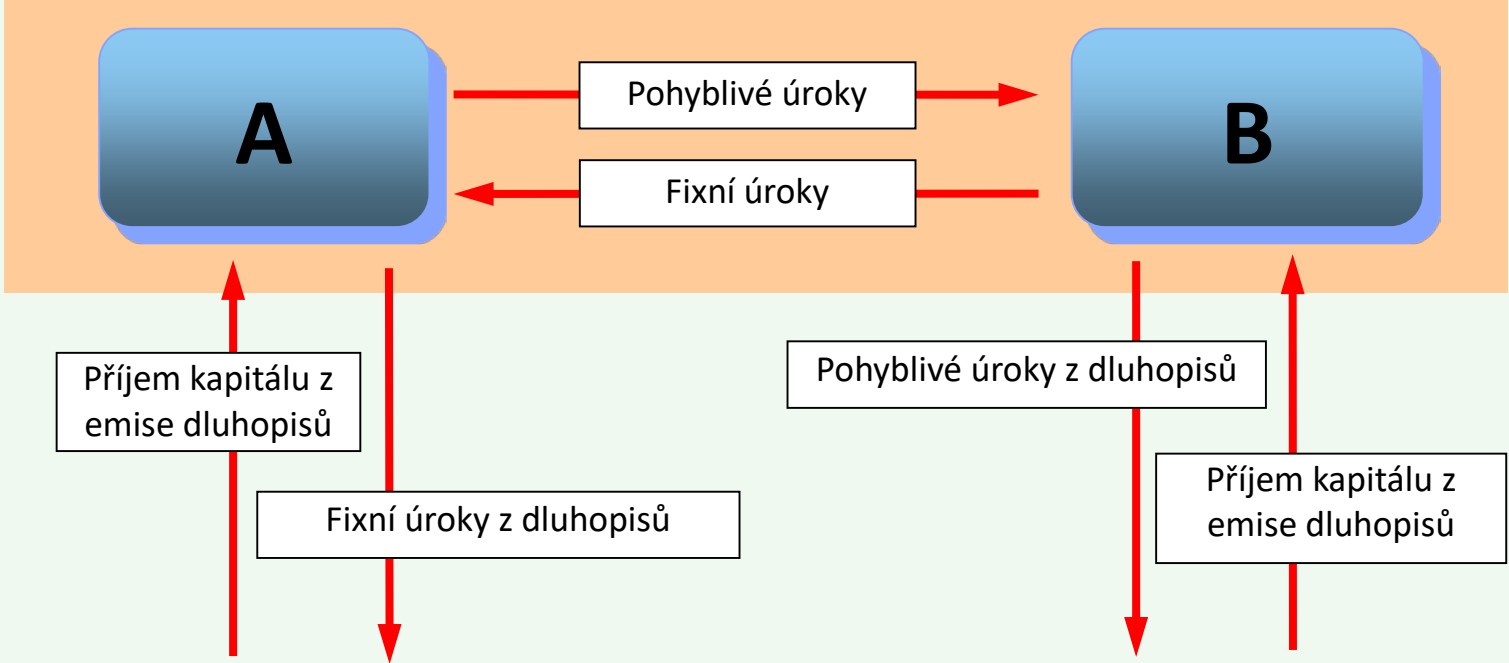 A
Pohyblivé úroky
B
Fixní úroky
Příjem kapitálu z
emise dluhopisů
Fixní úroky z dluhopisů
Pohyblivé úroky z dluhopisů
Příjem kapitálu z
emise dluhopisů